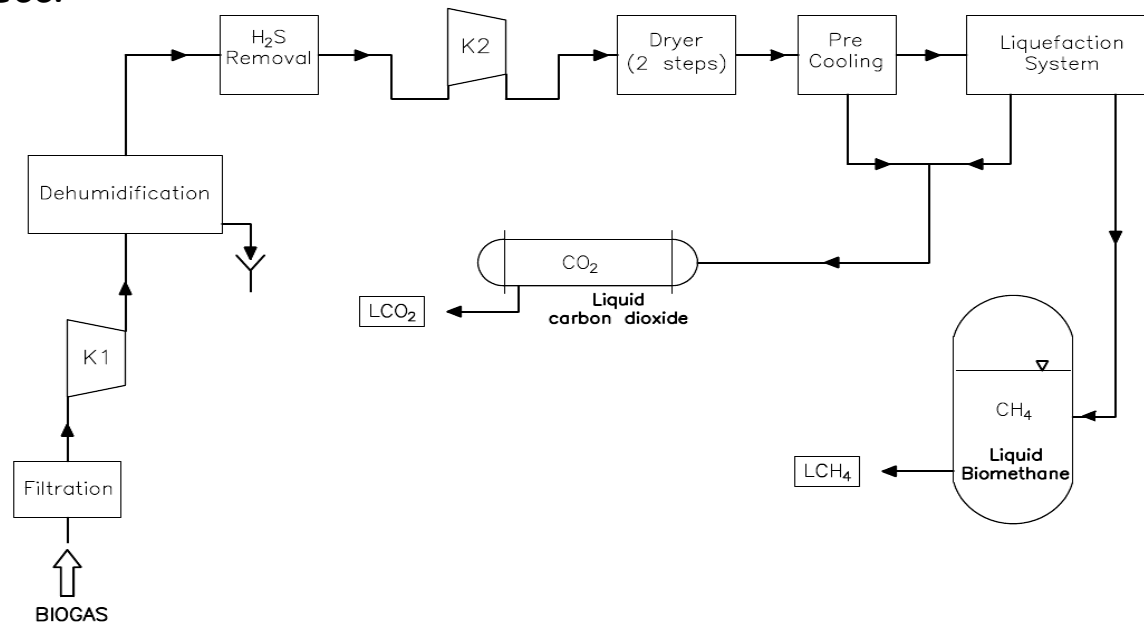 H₂S
Removal
K2
Dryer
(2 steps)
Pre
Cooling
Liquefaction
System
Dehumidification
CO₂
Liquid
carbon dioxide
LCO₂
K1
CH₄
Liquid
Biomethane
LCH₄
Filtration
BIOGAS